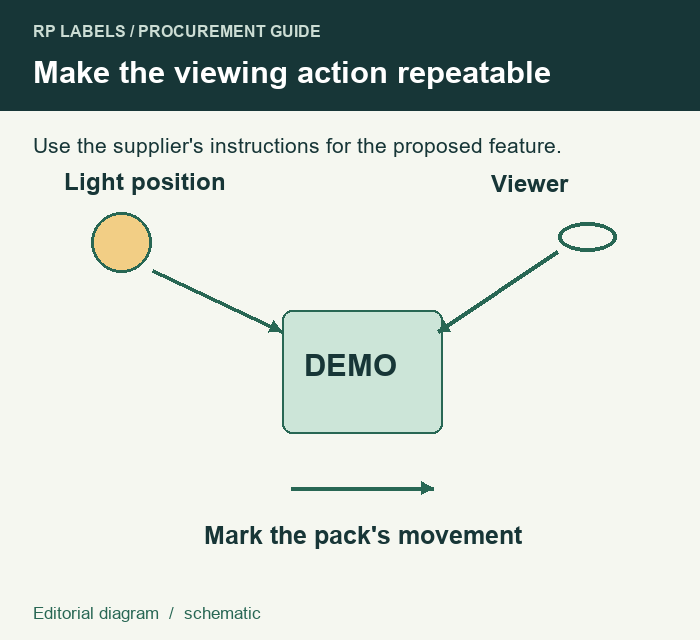 RP LABELS / PROCUREMENT GUIDE
Make the viewing action repeatable
Use the supplier's instructions for the proposed feature.
Light position
Viewer
DEMO
Mark the pack's movement
Editorial diagram / schematic